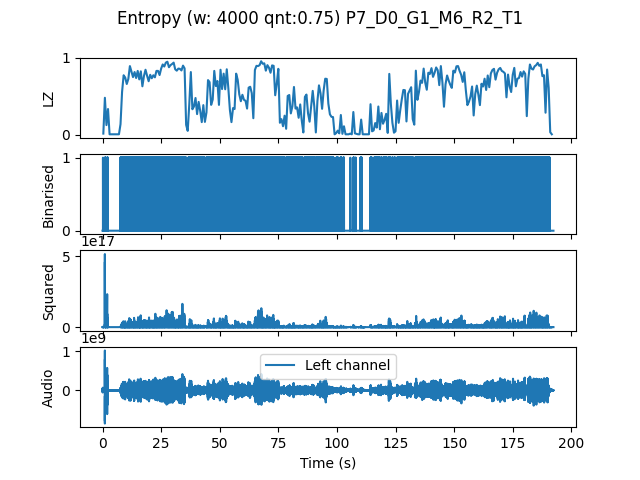 Entropy (w: 4000 qnt:0.75) P7_D0_G1_M6_R2_T1
1
LZ
0
1
Binarised
0
1e17
5
Squared
0
1e9
1
Audio
0
Left channel
0 25 50 75 100 125 150 175 200
Time (s)